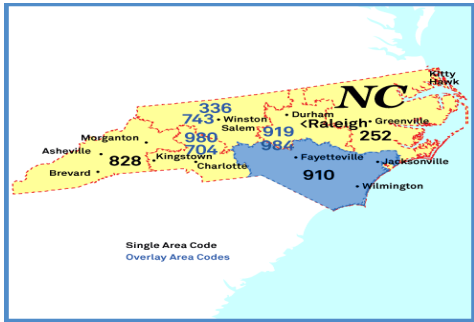 Kitty
Hawk
NC
336
743
Winston
Salem
Durham
<Raleigh
Greenville
252
919
984
980
704
Morganton
Asheville
828
Brevard
Kingstown
Charlotte
Fayetteville
910
Jacksonville
Wilmington
Single Area Code
Overlay Area Codes